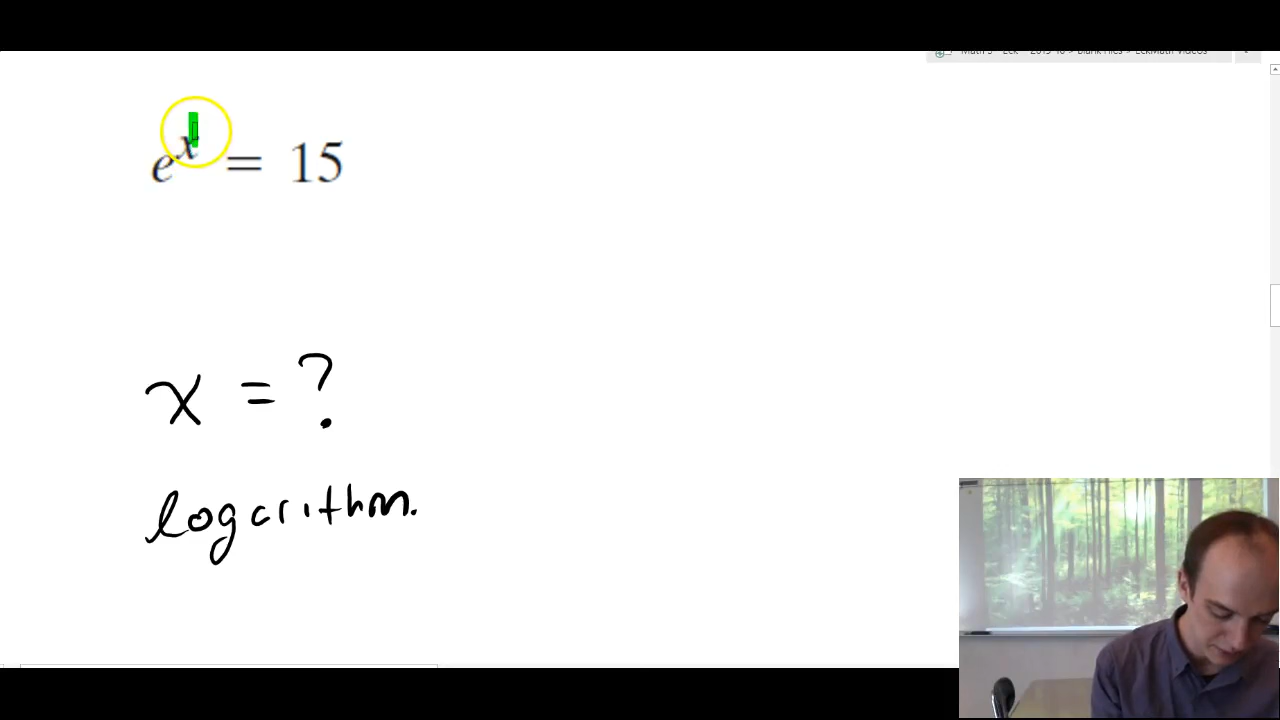 e^x = 15
x = ?
logarithm.